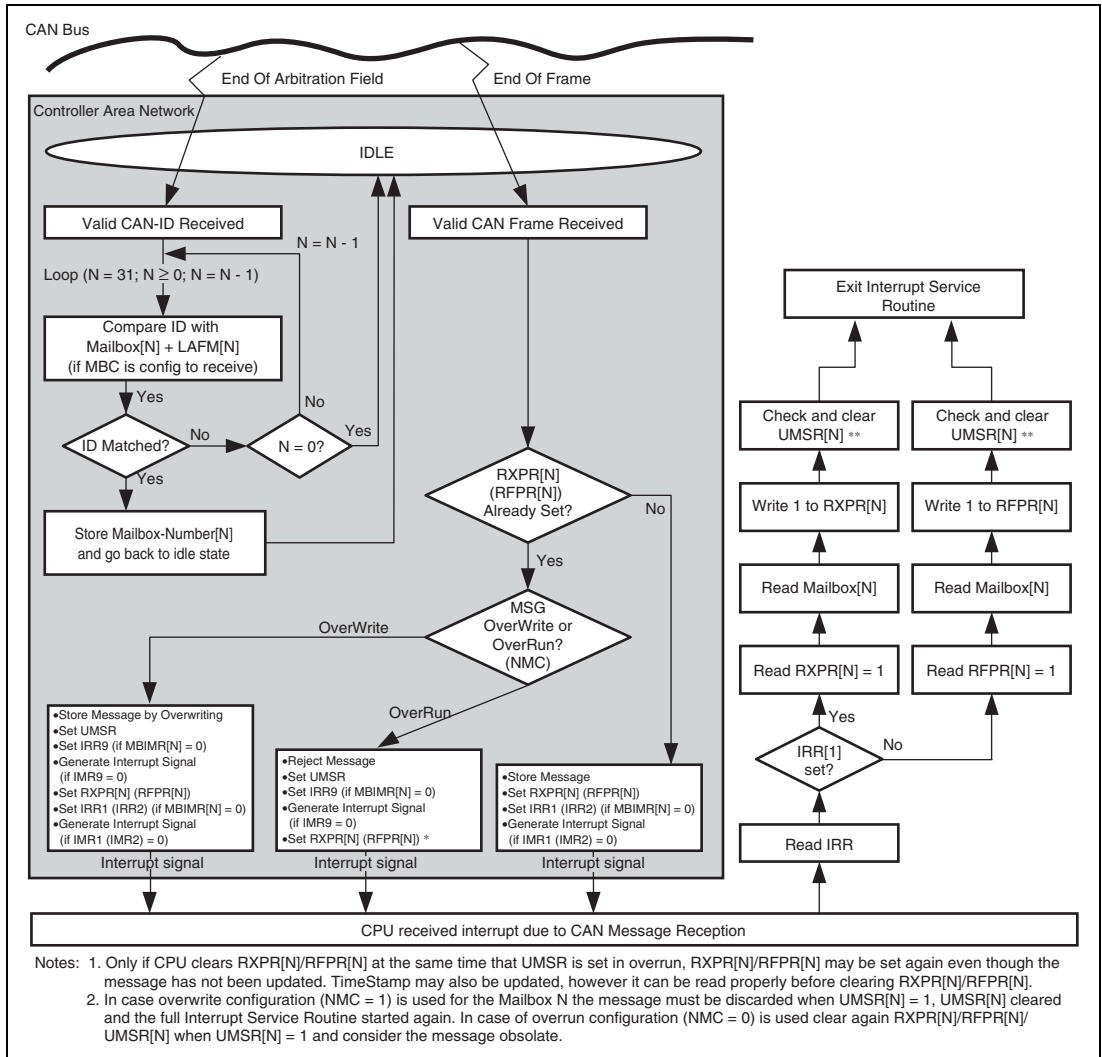 CAN Bus
End Of Arbitration Field
End Of Frame
Controller Area Network
IDLE
Valid CAN-ID Received
Valid CAN Frame Received
N = N - 1
Loop (N = 31; N ≥ 0; N = N - 1)
Compare ID with
Mailbox[N] + LAFM[N]
(if MBC is config to receive)
Yes
ID Matched?
No
N = 0?
No
Yes
Yes
Store Mailbox-Number[N]
and go back to idle state
RXPR[N]
(RFPR[N])
Already Set?
No
Yes
MSG
OverWrite or
OverRun?
(NMC)
OverWrite
OverRun
•Store Message by Overwriting
•Set UMSR
•Set IRR9 (if MBIMR[N] = 0)
•Generate Interrupt Signal
(if IMR9 = 0)
•Set RXPR[N] (RFPR[N])
•Set IRR1 (IRR2) (if MBIMR[N] = 0)
•Generate Interrupt Signal
(if IMR1 (IMR2) = 0)
•Reject Message
•Set UMSR
•Set IRR9 (if MBIMR[N] = 0)
•Generate Interrupt Signal
(if IMR9 = 0)
•Set RXPR[N] (RFPR[N]) *
•Store Message
•Set RXPR[N] (RFPR[N])
•Set IRR1 (IRR2) (if MBIMR[N] = 0)
•Generate Interrupt Signal
(if IMR1 (IMR2) = 0)
Interrupt signal
Interrupt signal
Interrupt signal
Exit Interrupt Service
Routine
Check and clear
UMSR[N] **
Check and clear
UMSR[N] **
Write 1 to RXPR[N]
Write 1 to RFPR[N]
Read Mailbox[N]
Read Mailbox[N]
Read RXPR[N] = 1
Read RFPR[N] = 1
Yes
IRR[1]
set?
No
Read IRR
CPU received interrupt due to CAN Message Reception
Notes: 1. Only if CPU clears RXPR[N]/RFPR[N] at the same time that UMSR is set in overrun, RXPR[N]/RFPR[N] may be set again even though the
message has not been updated. TimeStamp may also be updated, however it can be read properly before clearing RXPR[N]/RFPR[N].
2. In case overwrite configuration (NMC = 1) is used for the Mailbox N the message must be discarded when UMSR[N] = 1, UMSR[N] cleared
and the full Interrupt Service Routine started again. In case of overrun configuration (NMC = 0) is used clear again RXPR[N]/RFPR[N]/
UMSR[N] when UMSR[N] = 1 and consider the message obsolate.